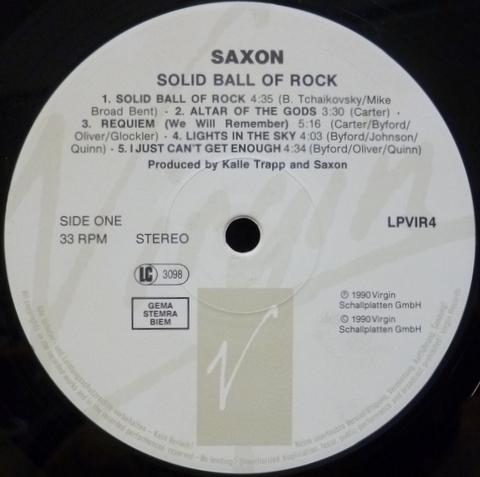 SAXON
SOLID BALL OF ROCK
1. SOLID BALL OF ROCK 4:35 (B. Tchaikovsky/Mike
Broad Bent) · 2. ALTAR OF THE GODS 3:30 (Carter) ·
3. REQUIEM (We Will Remember) 5:16 (Carter/Byford/
Oliver/Glockler) · 4. LIGHTS IN THE SKY 4:03 (Byford/Johnson/
Quinn) · 5. I JUST CAN'T GET ENOUGH 4:34 (Byford/Oliver/Quinn)
Produced by Kalle Trapp and Saxon
SIDE ONE
33 RPM STEREO
LPVIR4
LC 3098
GEMA
STEMRA
BIEM
℗ 1990 Virgin
Schallplatten GmbH
© 1990 Virgin
Schallplatten GmbH
Virgin